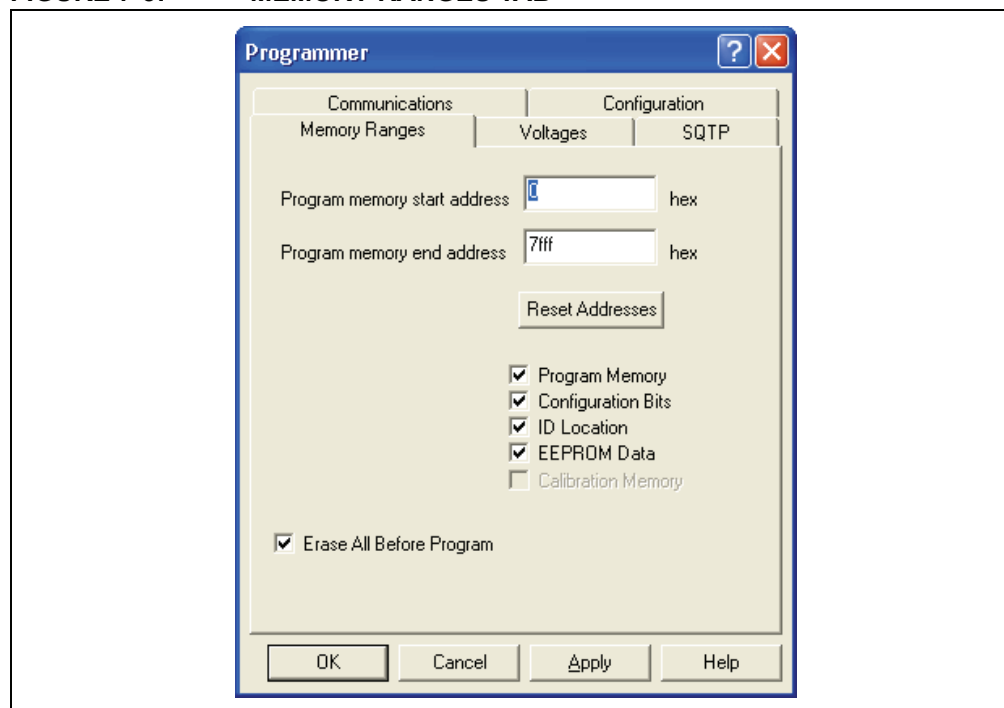 Programmer
Communications Configuration
Memory Ranges Voltages SQTP
Program memory start address 0 hex
Program memory end address 7fff hex
Reset Addresses
Program Memory
Configuration Bits
ID Location
EEPROM Data
Calibration Memory
Erase All Before Program
OK Cancel Apply Help